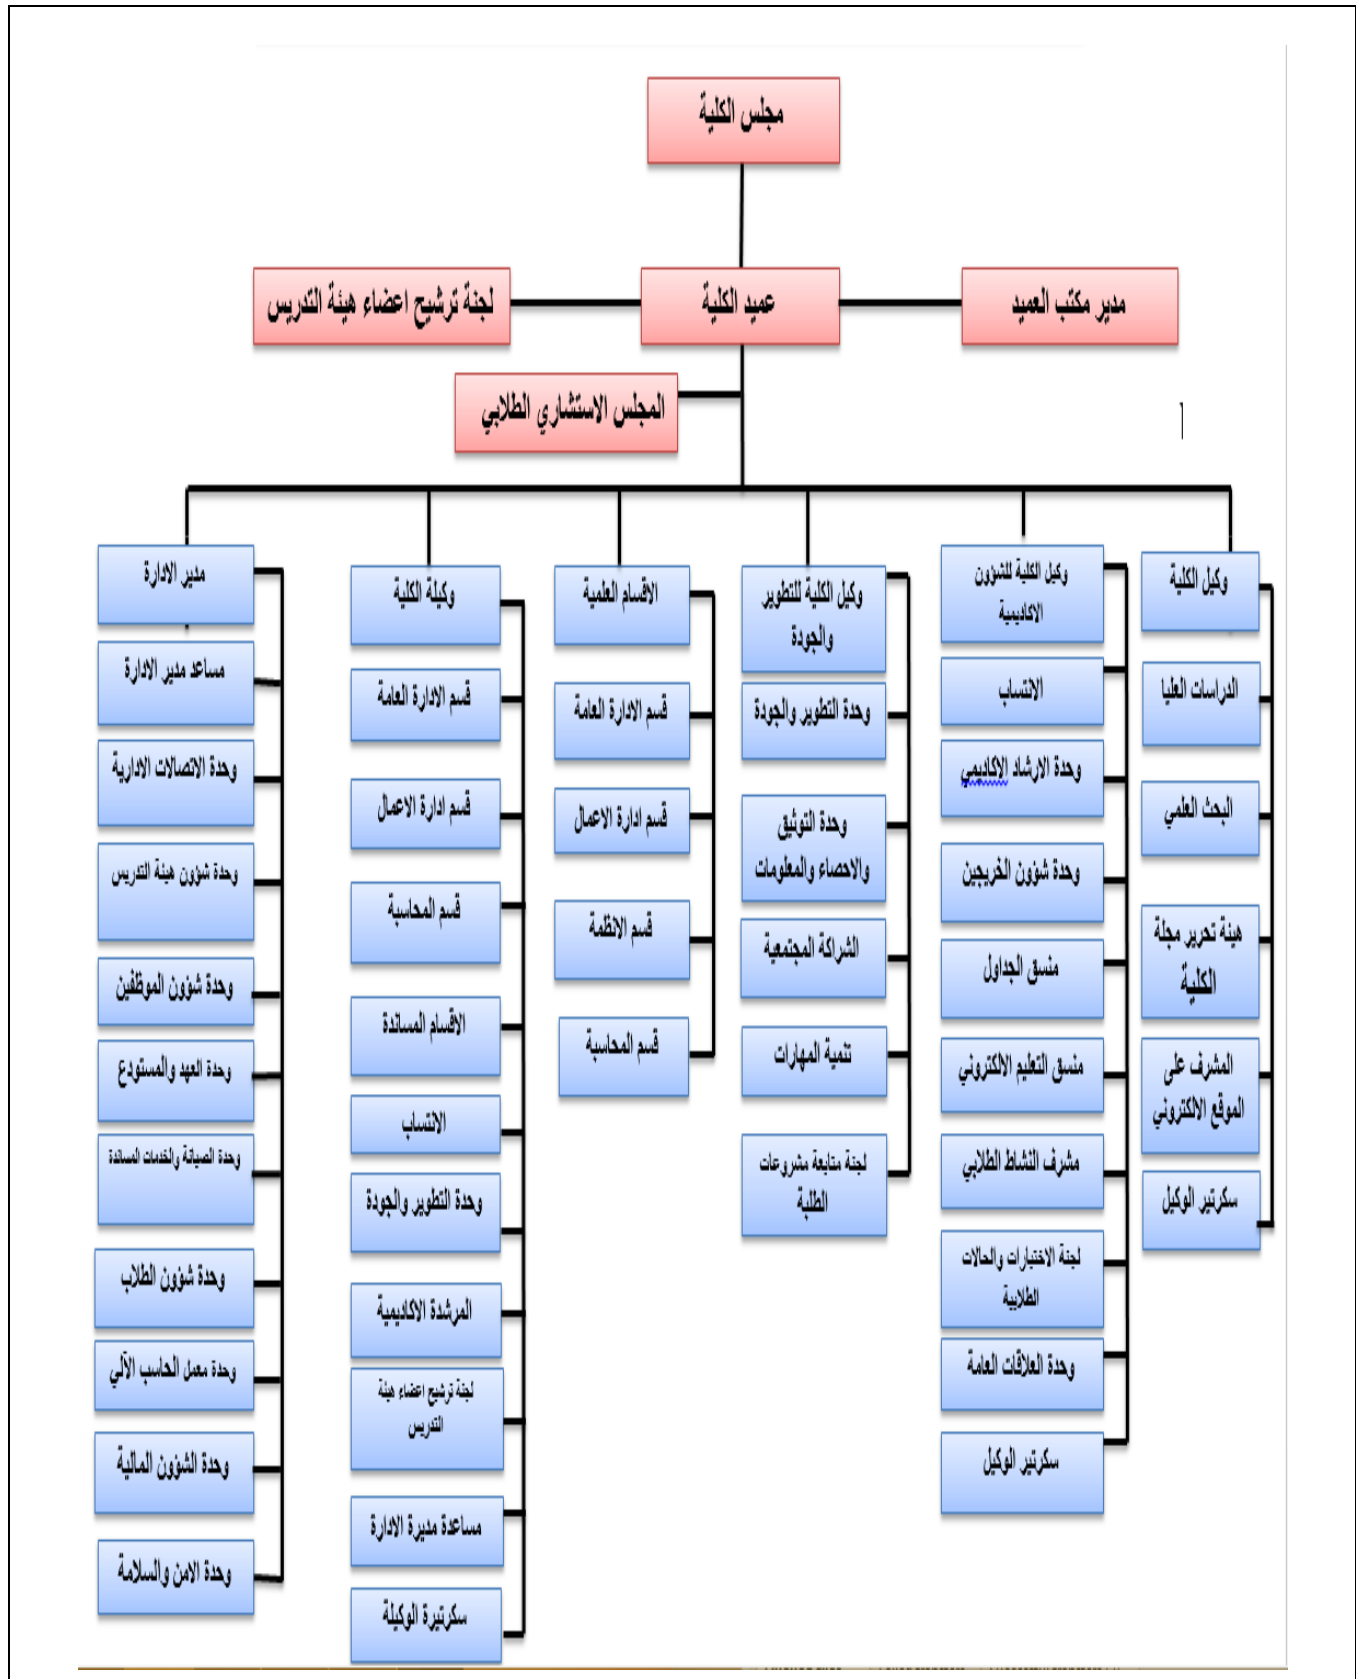 مجلس الكلية
مدير مكتب العميد
عميد الكلية
لجنة ترشيح اعضاء هيئة التدريس
المجلس الاستشاري الطلابي
وكيل الكلية
الدراسات العليا
البحث العلمي
هيئة تحرير مجلة
الكلية
المشرف على
الموقع الالكتروني
سكرتير الوكيل
وكيل الكلية للشؤون
الاكاديمية
الانتساب
وحدة الارشاد الاكاديمي
وحدة شؤون الخريجين
منسق الجداول
منسق التعليم الالكتروني
مشرف النشاط الطلابي
لجنة الاختبارات والحالات
الطلابية
وحدة العلاقات العامة
سكرتير الوكيل
وكيل الكلية للتطوير
والجودة
وحدة التطوير والجودة
وحدة التوثيق
والاحصاء والمعلومات
الشراكة المجتمعية
تنمية المهارات
لجنة متابعة مشروعات
الطلبة
الاقسام العلمية
قسم الادارة العامة
قسم ادارة الاعمال
قسم الانظمة
قسم المحاسبة
وكيلة الكلية
قسم الادارة العامة
قسم ادارة الاعمال
قسم المحاسبة
الاقسام المساندة
الانتساب
وحدة التطوير والجودة
المرشدة الاكاديمية
لجنة ترشيح اعضاء هيئة
التدريس
مساعدة مديرة الادارة
سكرتيرة الوكيلة
مدير الادارة
مساعد مدير الادارة
وحدة الاتصالات الادارية
وحدة شؤون هيئة التدريس
وحدة شؤون الموظفين
وحدة العهد والمستودع
وحدة الصيانة والخدمات المساندة
وحدة شؤون الطلاب
وحدة معمل الحاسب الآلي
وحدة الشؤون المالية
وحدة الامن والسلامة